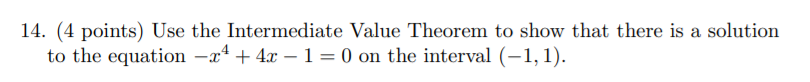 14. (4 points) Use the Intermediate Value Theorem to show that there is a solution
to the equation −x⁴ + 4x − 1 = 0 on the interval (−1, 1).